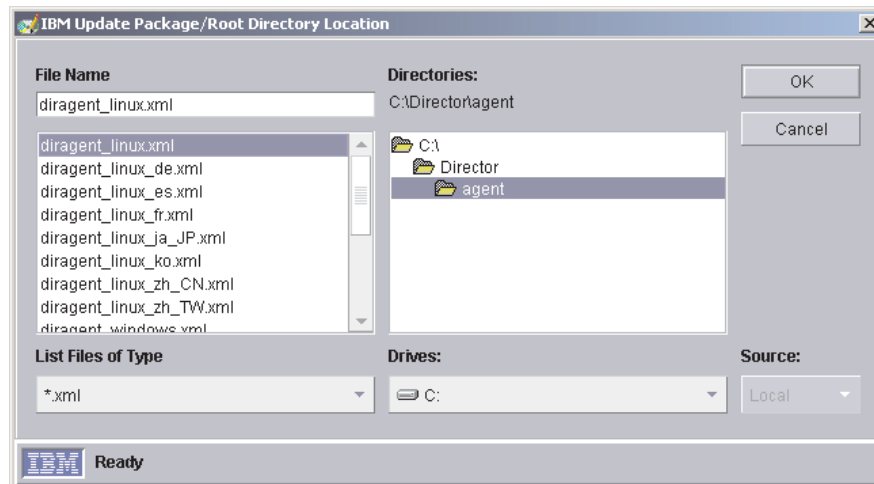 IBM Update Package/Root Directory Location
File Name
diragent_linux.xml
Directories:
C:\Director\agent
OK
Cancel
diragent_linux.xml
diragent_linux_de.xml
diragent_linux_es.xml
diragent_linux_fr.xml
diragent_linux_ja_JP.xml
diragent_linux_ko.xml
diragent_linux_zh_CN.xml
diragent_linux_zh_TW.xml
diragent_windows.xml
C:\
Director
agent
List Files of Type
*.xml
Drives:
C:
Source:
Local
IBM
Ready